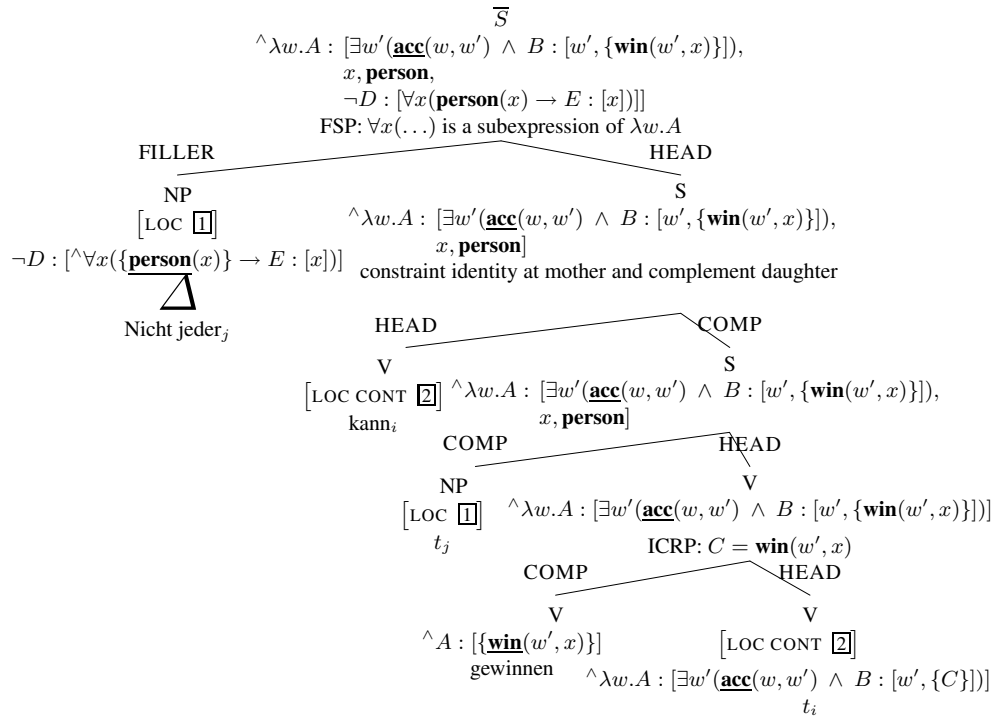 S̅
^λw.A : [∃w′(acc(w, w′) ∧ B : [w′, {win(w′, x)}]),
x, person,
¬D : [∀x(person(x) → E : [x])]]
FSP: ∀x(…) is a subexpression of λw.A
FILLER HEAD
NP S
[LOC 1] ^λw.A : [∃w′(acc(w, w′) ∧ B : [w′, {win(w′, x)}]),
x, person]
¬D : [^∀x({person(x)} → E : [x])] constraint identity at mother and complement daughter
Nicht jeder_j
HEAD COMP
V S
[LOC CONT 2] ^λw.A : [∃w′(acc(w, w′) ∧ B : [w′, {win(w′, x)}]),
kann_i x, person]
COMP HEAD
NP V
[LOC 1] ^λw.A : [∃w′(acc(w, w′) ∧ B : [w′, {win(w′, x)}])]
t_j ICRP: C = win(w′, x)
COMP HEAD
V V
^A : [{win(w′, x)}] [LOC CONT 2]
gewinnen ^λw.A : [∃w′(acc(w, w′) ∧ B : [w′, {C}])]
t_i